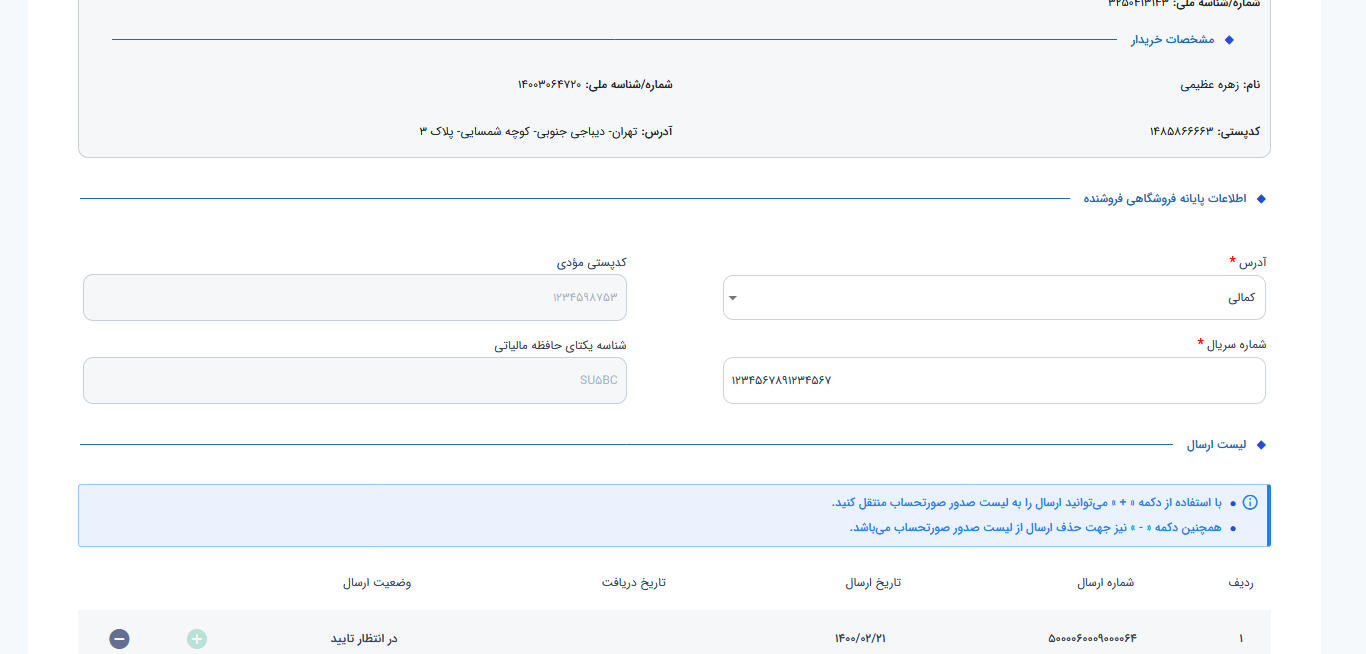 شماره/شناسه ملی: ۳۲۵۰۴۱۳۱۴۳
مشخصات خریدار
نام: زهره عظیمی
شماره/شناسه ملی: ۱۴۰۰۳۰۶۴۷۲۰
کدپستی: ۱۴۸۵۸۶۶۶۶۳
آدرس: تهران- دیباجی جنوبی- کوچه شمسایی- پلاک ۳
اطلاعات پایانه فروشگاهی فروشنده
آدرس *
کدپستی مؤدی
کمالی
۱۲۳۴۵۹۸۷۵۳
شماره سریال *
شناسه یکتای حافظه مالیاتی
۱۲۳۴۵۶۷۸۹۱۲۳۴۵۶۷
SU۵BC
لیست ارسال
با استفاده از دکمه « + » می‌توانید ارسال را به لیست صدور صورتحساب منتقل کنید.
همچنین دکمه « - » نیز جهت حذف ارسال از لیست صدور صورتحساب می‌باشد.
ردیف شماره ارسال تاریخ ارسال تاریخ دریافت وضعیت ارسال
۱ ۵۰۰۰۰۶۰۰۰۹۰۰۰۰۶۴ ۱۴۰۰/۰۲/۲۱ در انتظار تایید